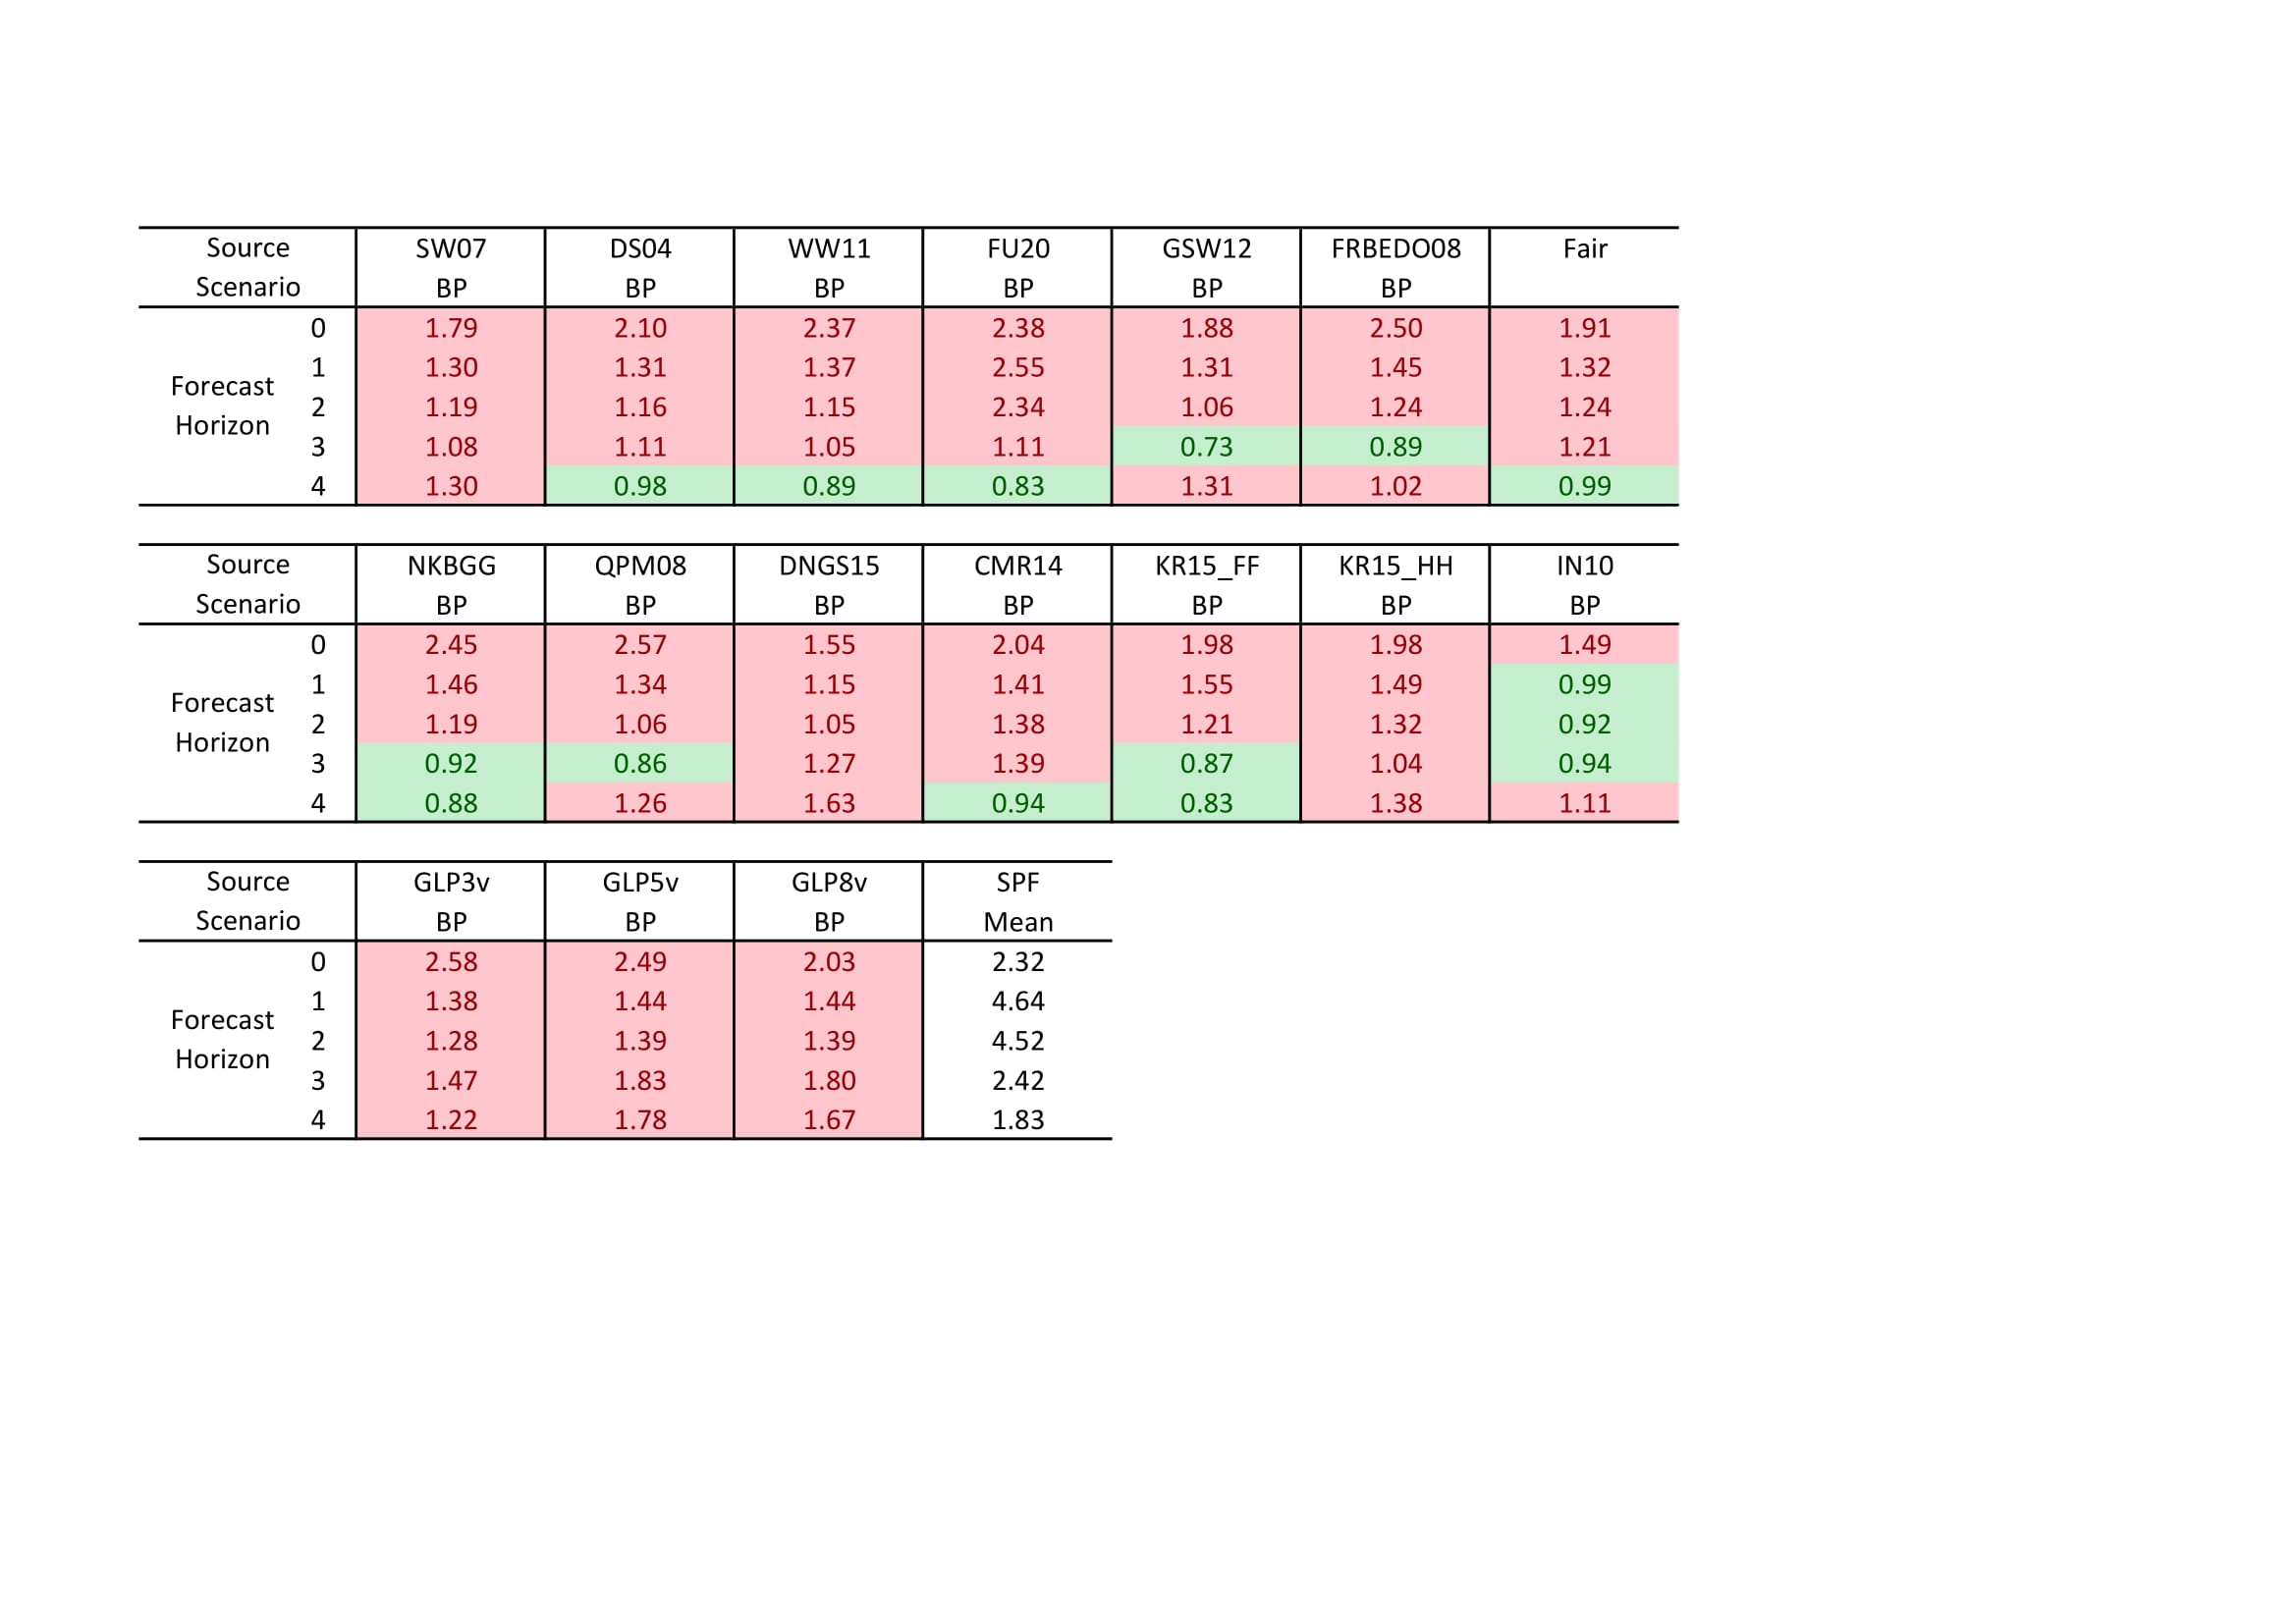 Source SW07 DS04 WW11 FU20 GSW12 FRBEDO08 Fair
Scenario BP BP BP BP BP BP
0 1.79 2.10 2.37 2.38 1.88 2.50 1.91
1 1.30 1.31 1.37 2.55 1.31 1.45 1.32
Forecast
2 1.19 1.16 1.15 2.34 1.06 1.24 1.24
Horizon
3 1.08 1.11 1.05 1.11 0.73 0.89 1.21
4 1.30 0.98 0.89 0.83 1.31 1.02 0.99
Source NKBGG QPM08 DNGS15 CMR14 KR15_FF KR15_HH IN10
Scenario BP BP BP BP BP BP BP
0 2.45 2.57 1.55 2.04 1.98 1.98 1.49
1 1.46 1.34 1.15 1.41 1.55 1.49 0.99
Forecast
2 1.19 1.06 1.05 1.38 1.21 1.32 0.92
Horizon
3 0.92 0.86 1.27 1.39 0.87 1.04 0.94
4 0.88 1.26 1.63 0.94 0.83 1.38 1.11
Source GLP3v GLP5v GLP8v SPF
Scenario BP BP BP Mean
0 2.58 2.49 2.03 2.32
1 1.38 1.44 1.44 4.64
Forecast
2 1.28 1.39 1.39 4.52
Horizon
3 1.47 1.83 1.80 2.42
4 1.22 1.78 1.67 1.83